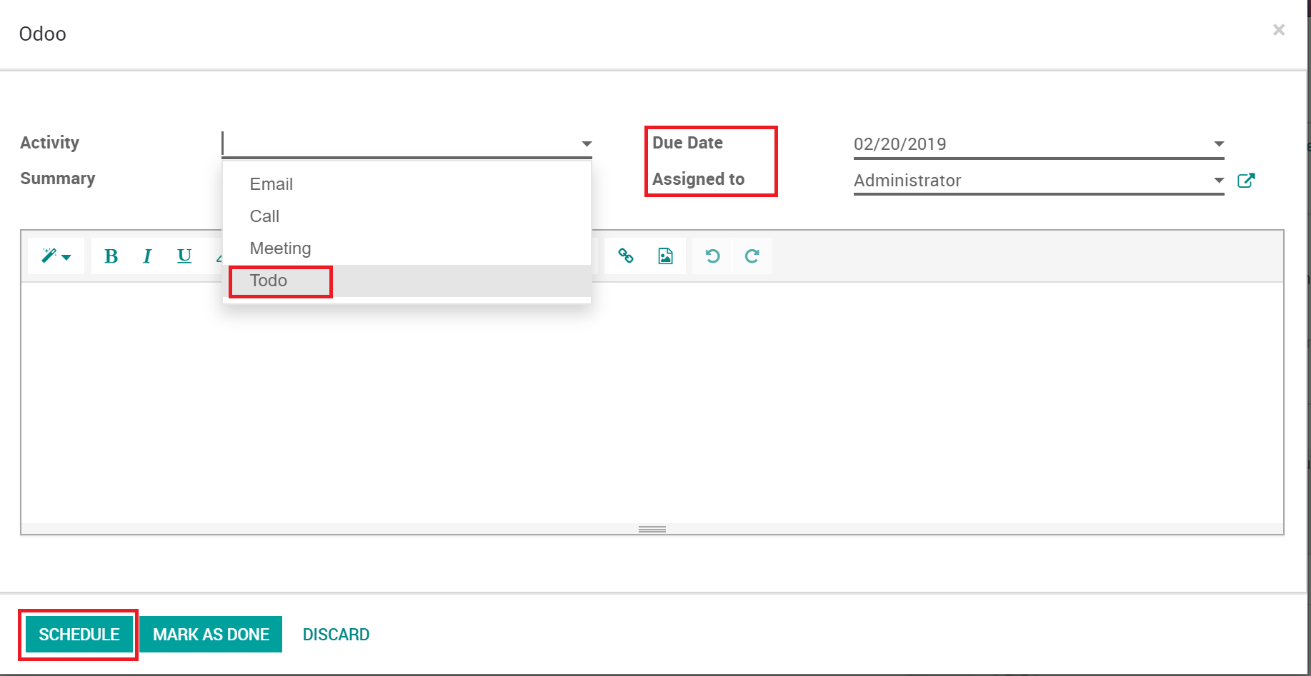 Odoo
×
Activity
Due Date
02/20/2019
Summary
Assigned to
Administrator
Email
Call
Meeting
Todo
B I U
SCHEDULE
MARK AS DONE
DISCARD